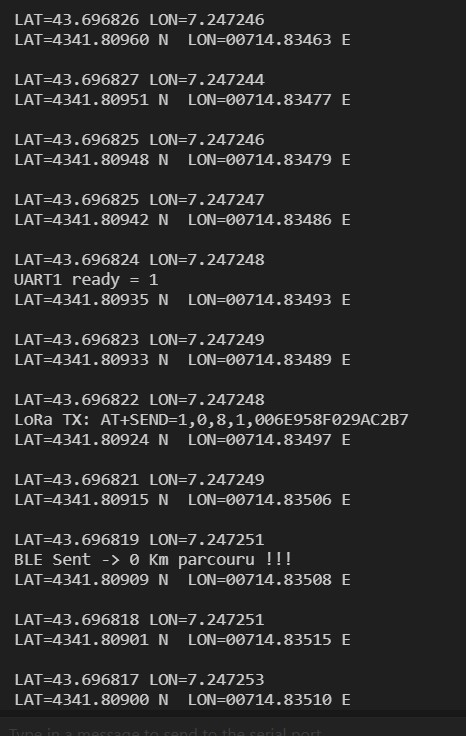 LAT=43.696826 LON=7.247246
LAT=4341.80960 N  LON=00714.83463 E
LAT=43.696827 LON=7.247244
LAT=4341.80951 N  LON=00714.83477 E
LAT=43.696825 LON=7.247246
LAT=4341.80948 N  LON=00714.83479 E
LAT=43.696825 LON=7.247247
LAT=4341.80942 N  LON=00714.83486 E
LAT=43.696824 LON=7.247248
UART1 ready = 1
LAT=4341.80935 N  LON=00714.83493 E
LAT=43.696823 LON=7.247249
LAT=4341.80933 N  LON=00714.83489 E
LAT=43.696822 LON=7.247248
LoRa TX: AT+SEND=1,0,8,1,006E958F029AC2B7
LAT=4341.80924 N  LON=00714.83497 E
LAT=43.696821 LON=7.247249
LAT=4341.80915 N  LON=00714.83506 E
LAT=43.696819 LON=7.247251
BLE Sent -> 0 Km parcouru !!!
LAT=4341.80909 N  LON=00714.83508 E
LAT=43.696818 LON=7.247251
LAT=4341.80901 N  LON=00714.83515 E
LAT=43.696817 LON=7.247253
LAT=4341.80900 N  LON=00714.83510 E
Type in a message to send to the serial port